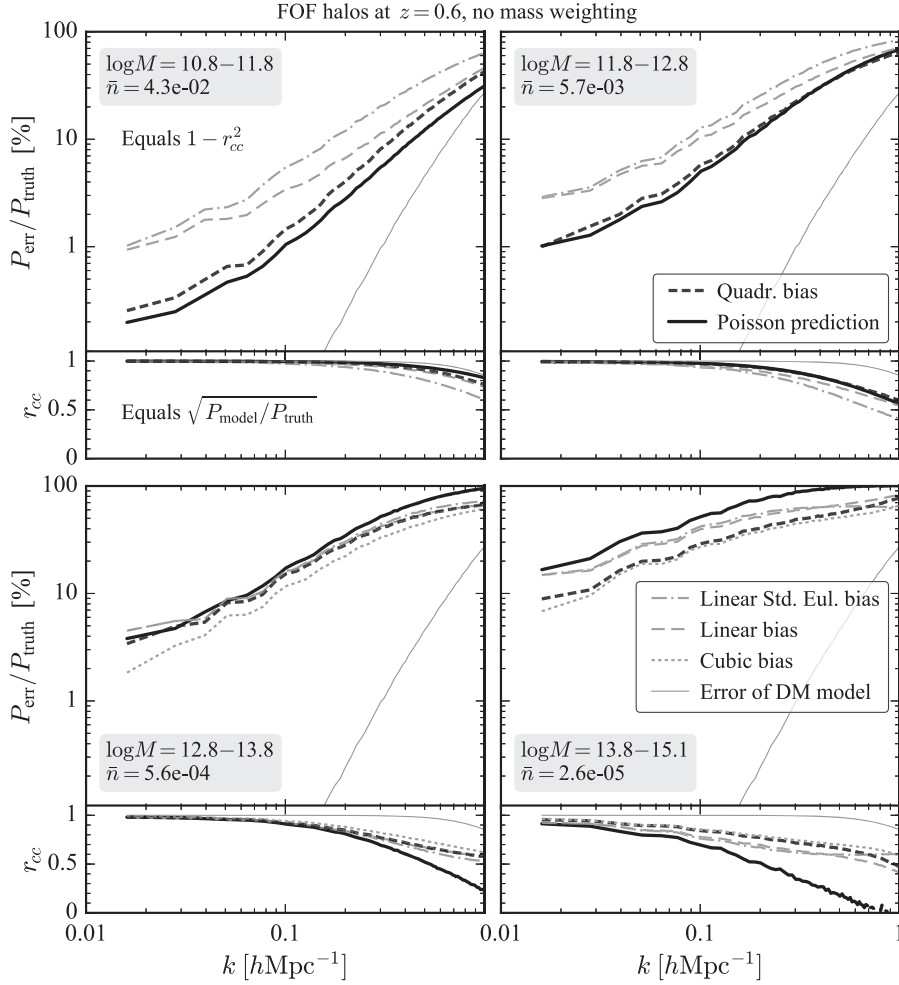 FOF halos at z = 0.6, no mass weighting
100
10
1
P_err/P_truth [%]
logM = 10.8−11.8
n̄ = 4.3e-02
Equals 1 − r²_cc
logM = 11.8−12.8
n̄ = 5.7e-03
Quadr. bias
Poisson prediction
1
0.5
0
r_cc
Equals √P_model/P_truth
100
10
1
P_err/P_truth [%]
logM = 12.8−13.8
n̄ = 5.6e-04
Linear Std. Eul. bias
Linear bias
Cubic bias
Error of DM model
logM = 13.8−15.1
n̄ = 2.6e-05
1
0.5
0
r_cc
0.01
0.1
0.01
0.1
1
k [hMpc⁻¹]
k [hMpc⁻¹]